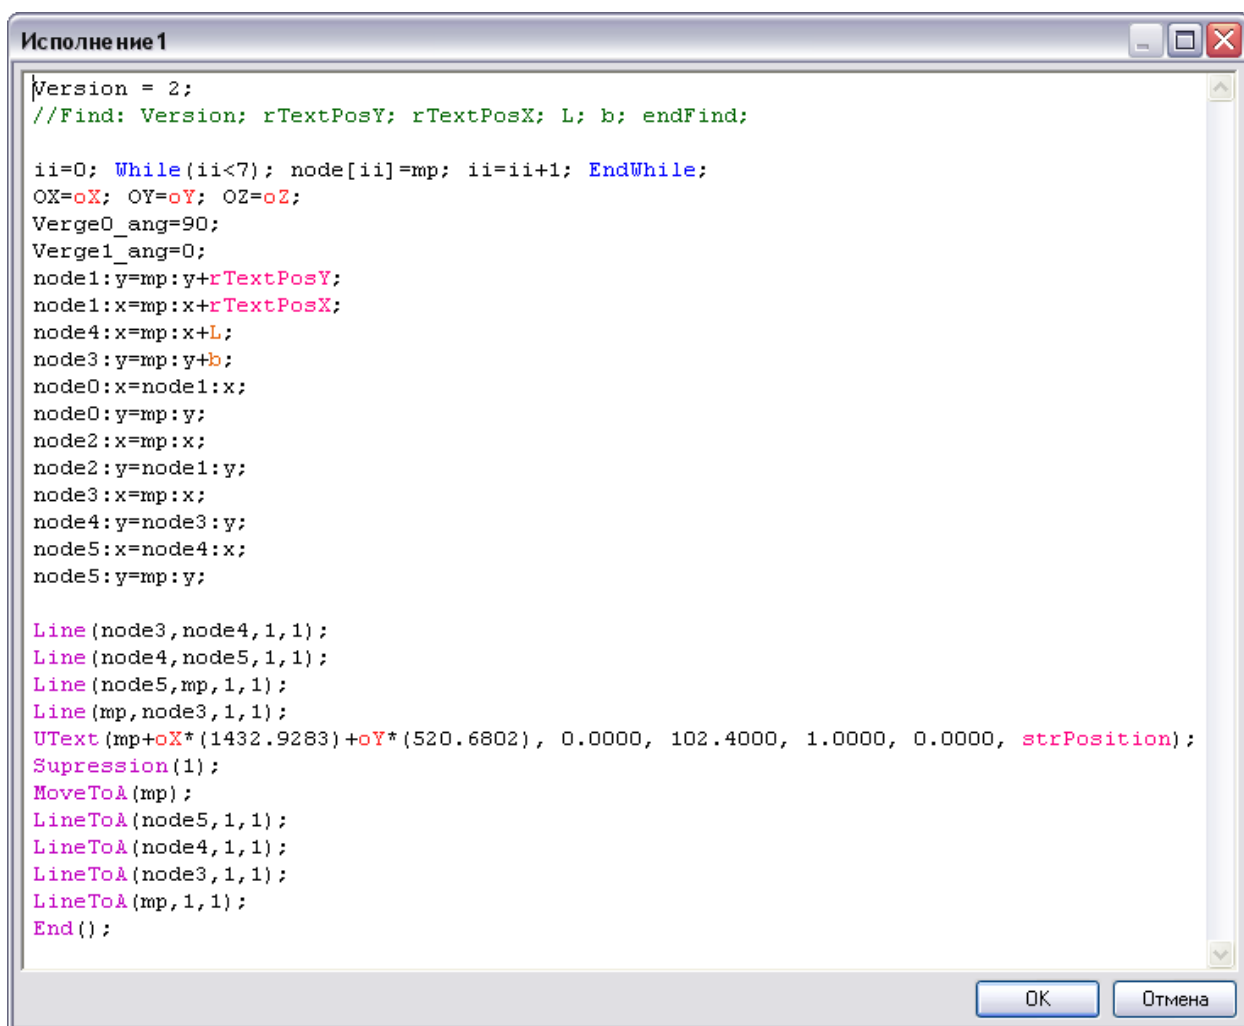 Исполнение1
Version = 2;
//Find: Version; rTextPosY; rTextPosX; L; b; endFind;
ii=0; While(ii<7); node[ii]=mp; ii=ii+1; EndWhile;
OX=oX; OY=oY; OZ=oZ;
Verge0_ang=90;
Verge1_ang=0;
node1:y=mp:y+rTextPosY;
node1:x=mp:x+rTextPosX;
node4:x=mp:x+L;
node3:y=mp:y+b;
node0:x=node1:x;
node0:y=mp:y;
node2:x=mp:x;
node2:y=node1:y;
node3:x=mp:x;
node4:y=node3:y;
node5:x=node4:x;
node5:y=mp:y;
Line(node3,node4,1,1);
Line(node4,node5,1,1);
Line(node5,mp,1,1);
Line(mp,node3,1,1);
UText(mp+oX*(1432.9283)+oY*(520.6802), 0.0000, 102.4000, 1.0000, 0.0000, strPosition);
Supression(1);
MoveToA(mp);
LineToA(node5,1,1);
LineToA(node4,1,1);
LineToA(node3,1,1);
LineToA(mp,1,1);
End();
OK Отмена